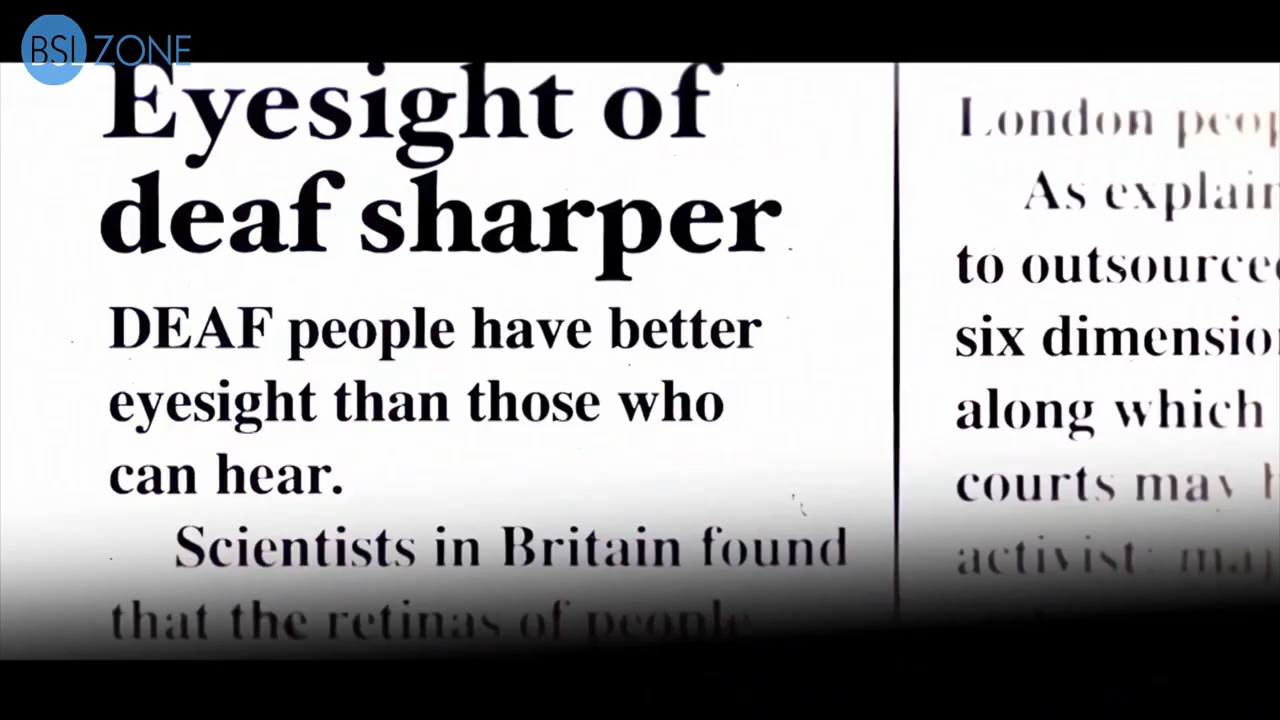 BSL ZONE
Eyesight of
deaf sharper
DEAF people have better
eyesight than those who
can hear.
Scientists in Britain found
that the retinas of people
London
As
to
six
along which
courts may